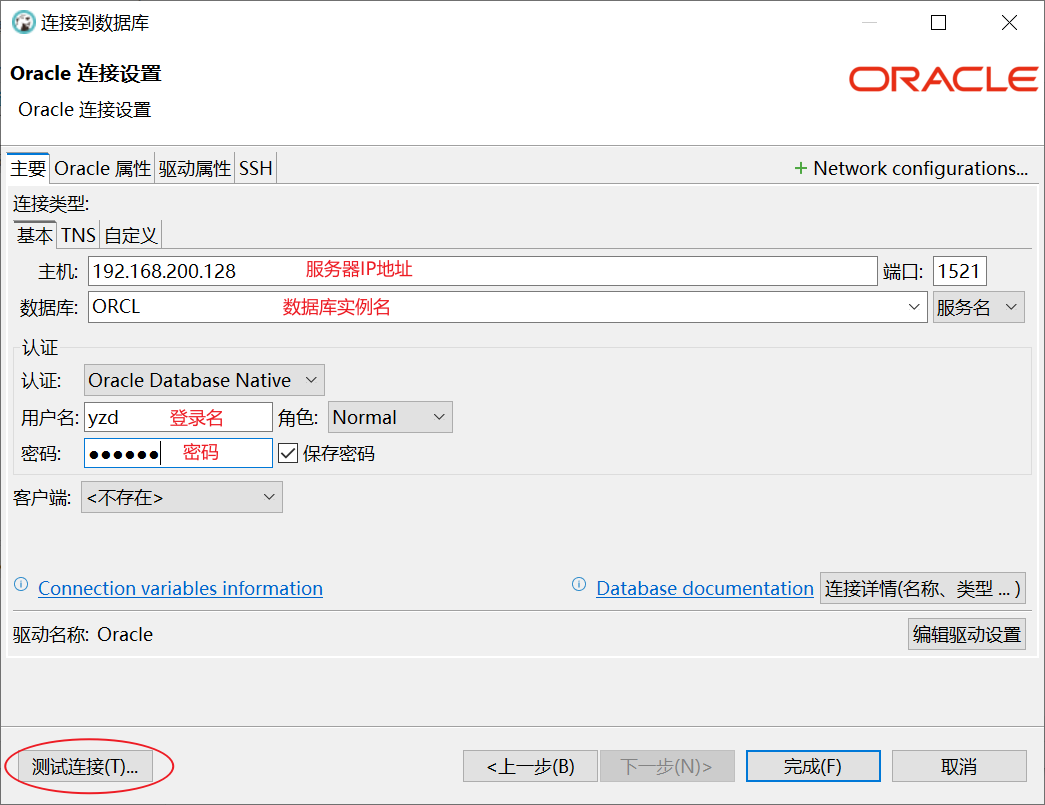 连接到数据库
Oracle 连接设置
ORACLE
Oracle 连接设置
主要 Oracle 属性 驱动属性 SSH + Network configurations...
连接类型:
基本 TNS 自定义
主机: 192.168.200.128 服务器IP地址 端口: 1521
数据库: ORCL 数据库实例名 服务名
认证
认证: Oracle Database Native
用户名: yzd 登录名 角色: Normal
密码: ●●●●●● 密码 保存密码
客户端: <不存在>
Connection variables information Database documentation 连接详情(名称、类型 ... )
驱动名称: Oracle 编辑驱动设置
测试连接(T)... <上一步(B) 下一步(N)> 完成(F) 取消